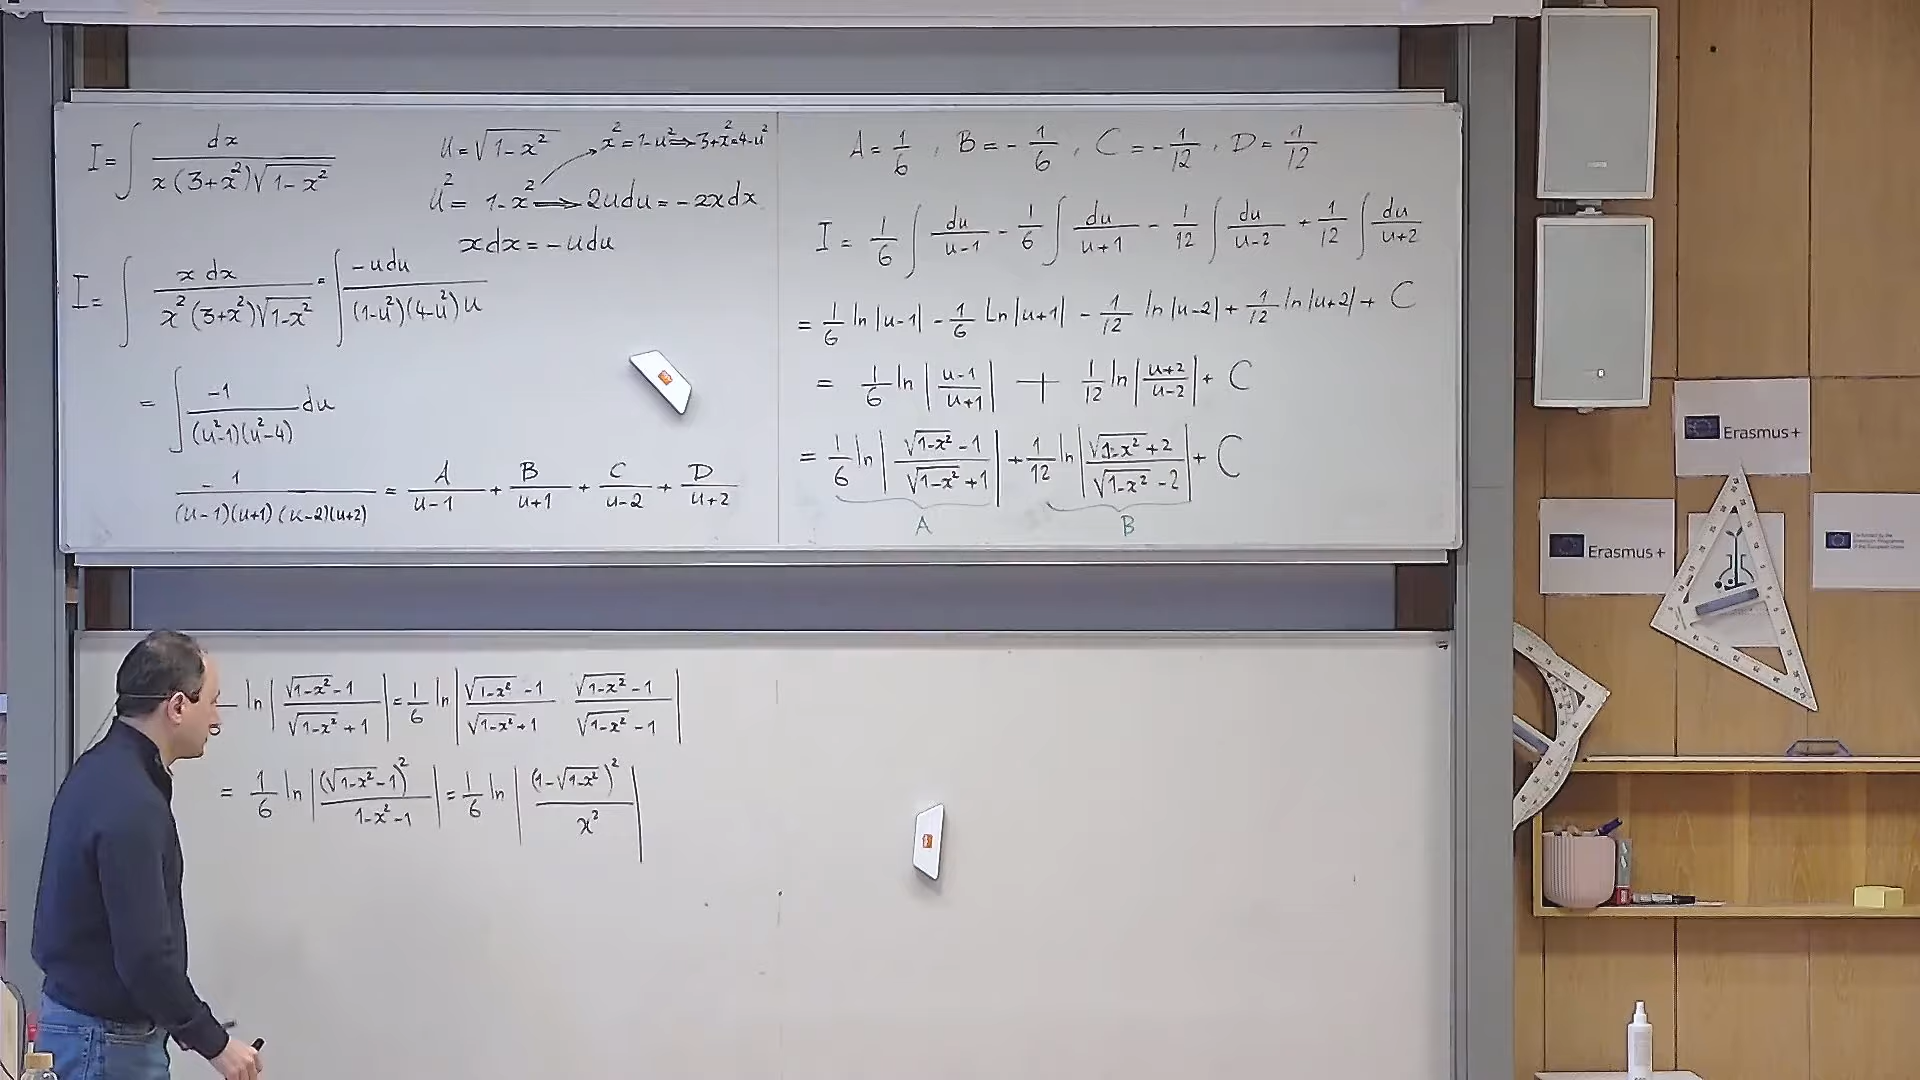 I = ∫ dx / (x(3+x²)√(1-x²))
u = √(1-x²) x² = 1-u² ⇒ 3+x² = 4-u²
u² = 1-x² ⟹ 2udu = -2xdx
xdx = -udu
I = ∫ x dx / (x²(3+x²)√(1-x²)) = ∫ -udu / ((1-u²)(4-u²)u)
= ∫ -1 / ((u²-1)(u²-4)) du
-1 / ((u-1)(u+1)(u-2)(u+2)) = A/(u-1) + B/(u+1) + C/(u-2) + D/(u+2)
A = 1/6 , B = -1/6 , C = -1/12 , D = 1/12
I = 1/6 ∫ du/(u-1) - 1/6 ∫ du/(u+1) - 1/12 ∫ du/(u-2) + 1/12 ∫ du/(u+2)
= 1/6 ln|u-1| - 1/6 Ln|u+1| - 1/12 ln|u-2| + 1/12 ln|u+2| + C
= 1/6 ln|(u-1)/(u+1)| + 1/12 ln|(u+2)/(u-2)| + C
= 1/6 ln|(√(1-x²) -1)/(√(1-x²) +1)| + 1/12 ln|(√(1-x²) +2)/(√(1-x²) -2)| + C
A B
ln|(√(1-x²) -1)/(√(1-x²) +1)| = 1/6 ln|(√(1-x²) -1)/(√(1-x²) +1) (√(1-x²) -1)/(√(1-x²) -1)|
= 1/6 ln|(√(1-x²) -1)²/(1-x²-1)| = 1/6 ln|(1-√(1-x²))²/x²|
Erasmus+
Erasmus+